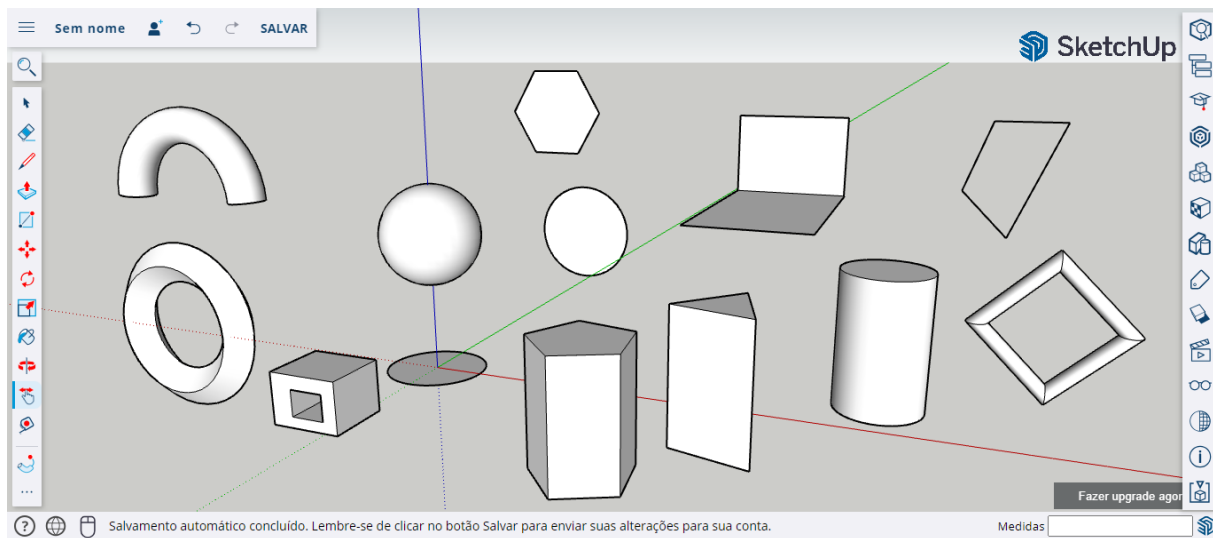 Sem nome
SALVAR
SketchUp
Fazer upgrade agor
Salvamento automático concluído. Lembre-se de clicar no botão Salvar para enviar suas alterações para sua conta.
Medidas